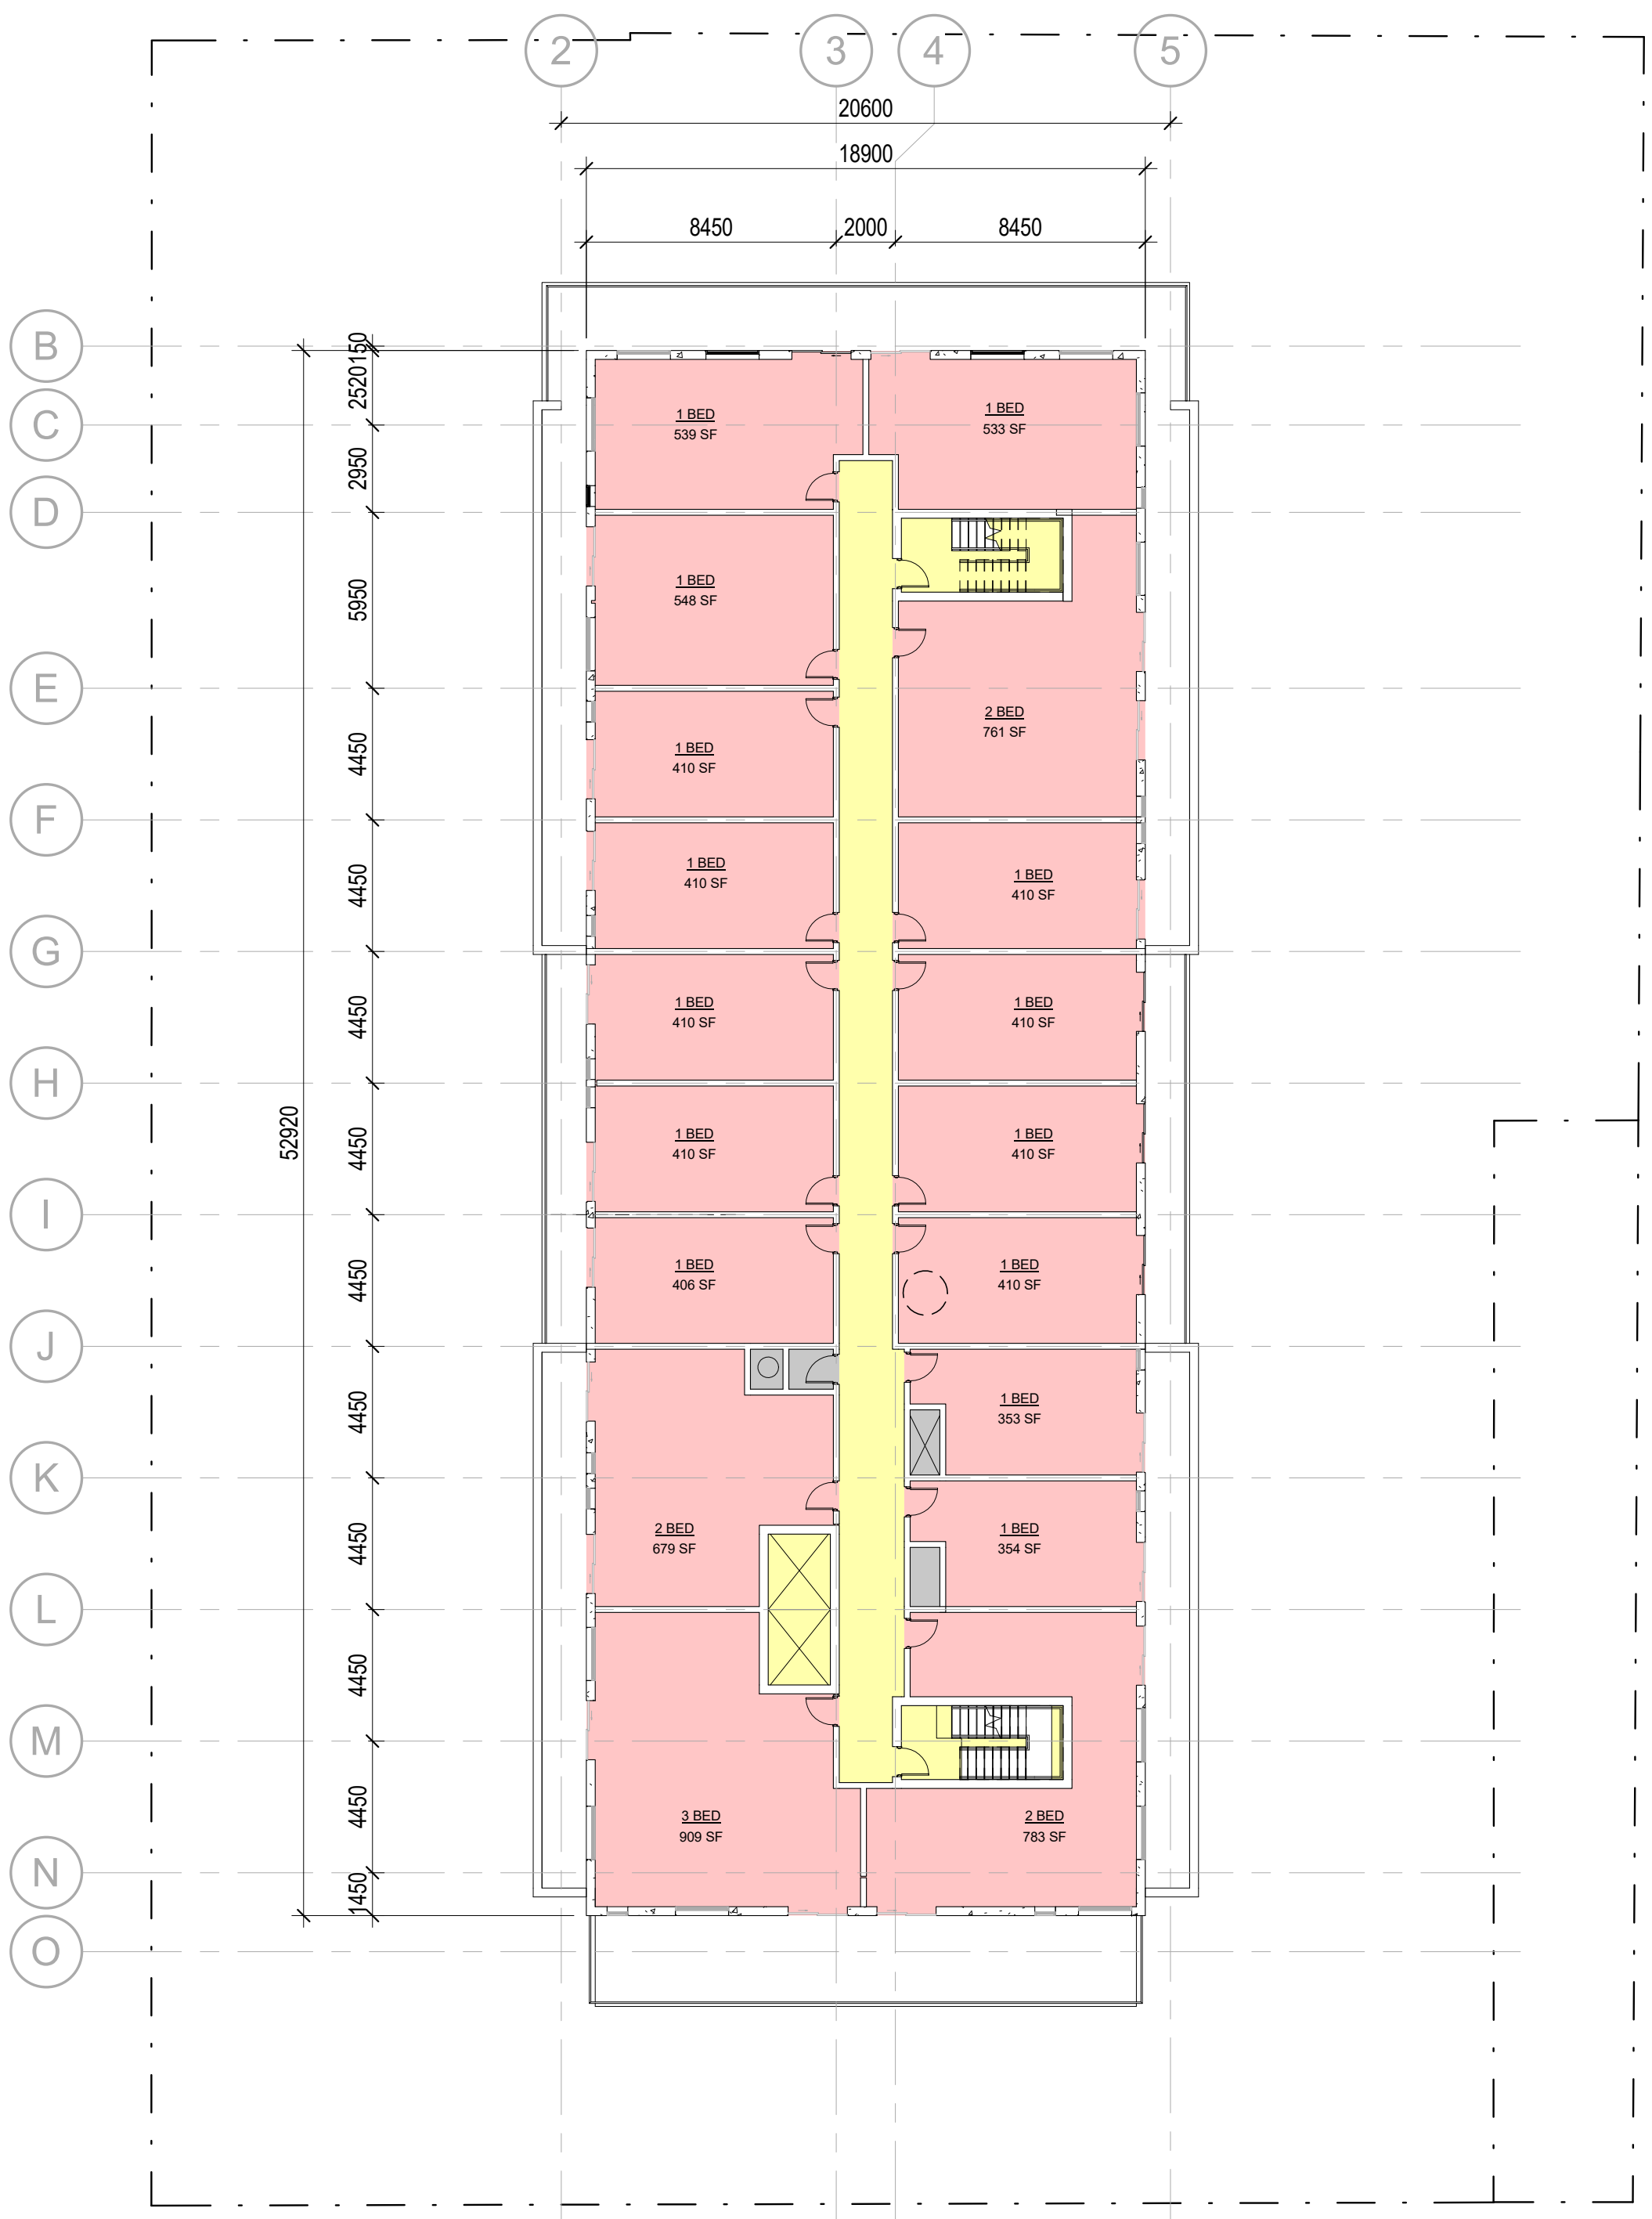 2
3
4
5
20600
18900
8450
2000
8450
B
C
D
E
F
G
H
I
J
K
L
M
N
O
150
2520
2950
5950
4450
4450
4450
4450
4450
4450
4450
4450
4450
1450
52920
1 BED
539 SF
1 BED
533 SF
1 BED
548 SF
2 BED
761 SF
1 BED
410 SF
1 BED
410 SF
1 BED
410 SF
1 BED
410 SF
1 BED
410 SF
1 BED
410 SF
1 BED
410 SF
1 BED
406 SF
1 BED
410 SF
1 BED
353 SF
2 BED
679 SF
1 BED
354 SF
3 BED
909 SF
2 BED
783 SF